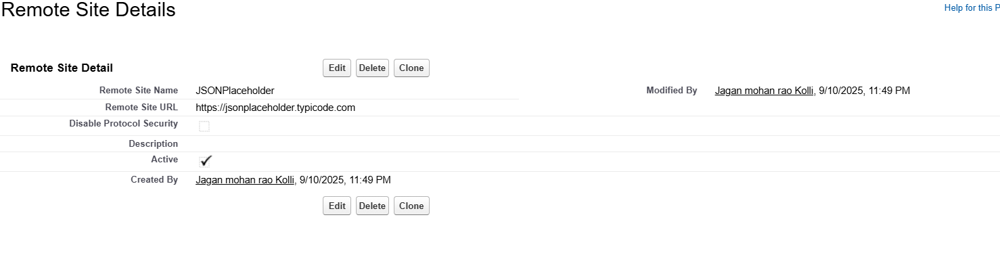 Remote Site Details
Help for this P
Remote Site Detail
Edit Delete Clone
Remote Site Name JSONPlaceholder
Modified By Jagan mohan rao Kolli, 9/10/2025, 11:49 PM
Remote Site URL https://jsonplaceholder.typicode.com
Disable Protocol Security
Description
Active
Created By Jagan mohan rao Kolli, 9/10/2025, 11:49 PM
Edit Delete Clone